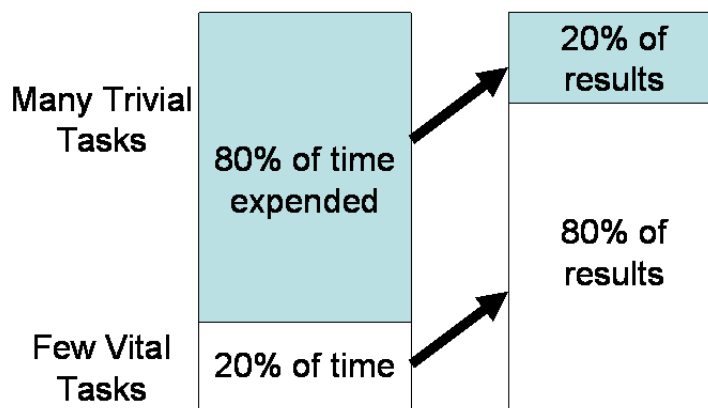 Many Trivial
Tasks
80% of time
expended
20% of
results
80% of
results
Few Vital
Tasks
20% of time